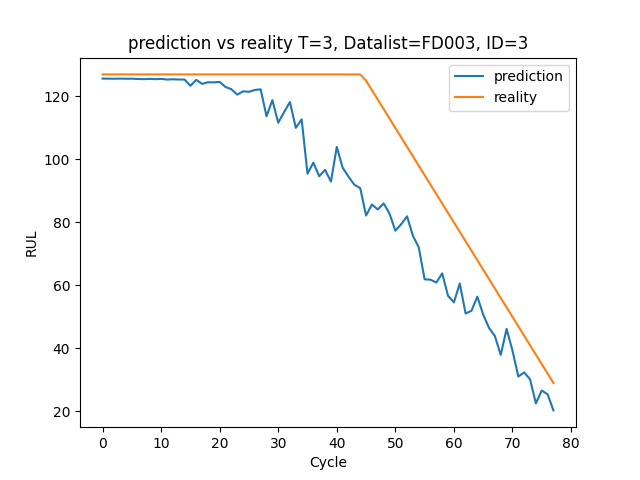 prediction vs reality T=3, Datalist=FD003, ID=3
prediction
reality
120
100
80
60
40
20
RUL
0 10 20 30 40 50 60 70 80
Cycle